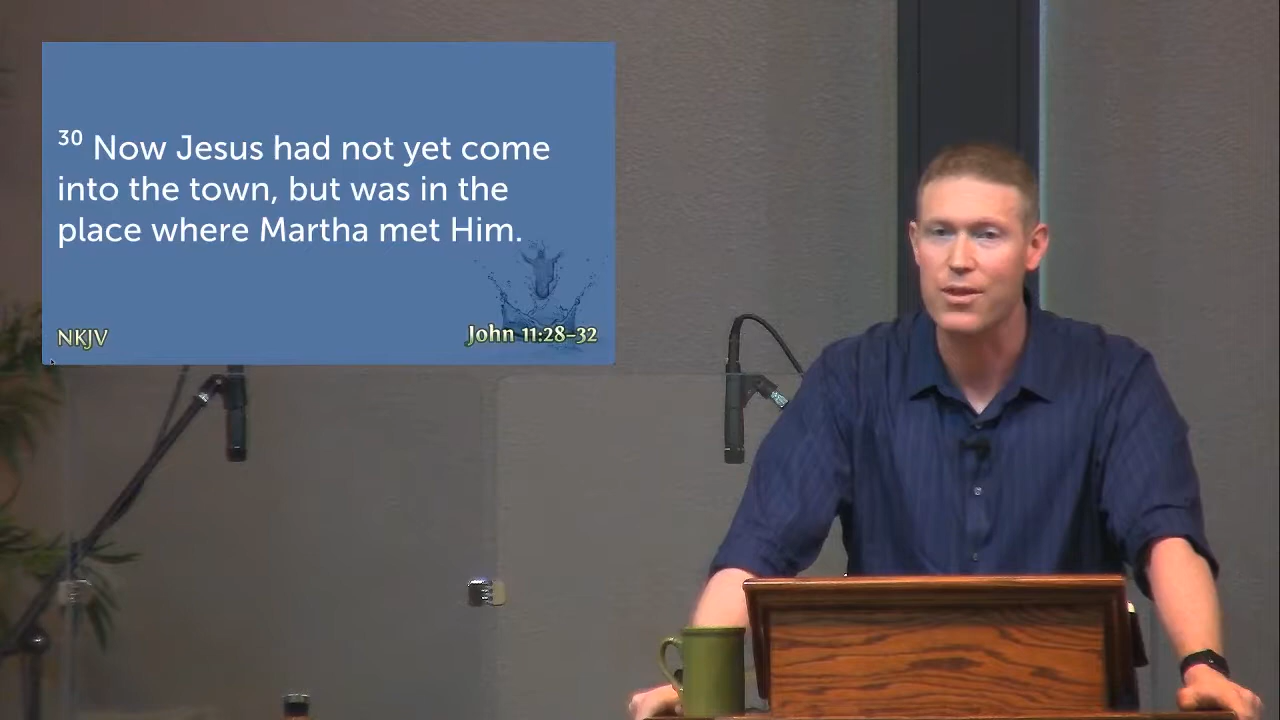 30 Now Jesus had not yet come
into the town, but was in the
place where Martha met Him.
NKJV
John 11:28–32